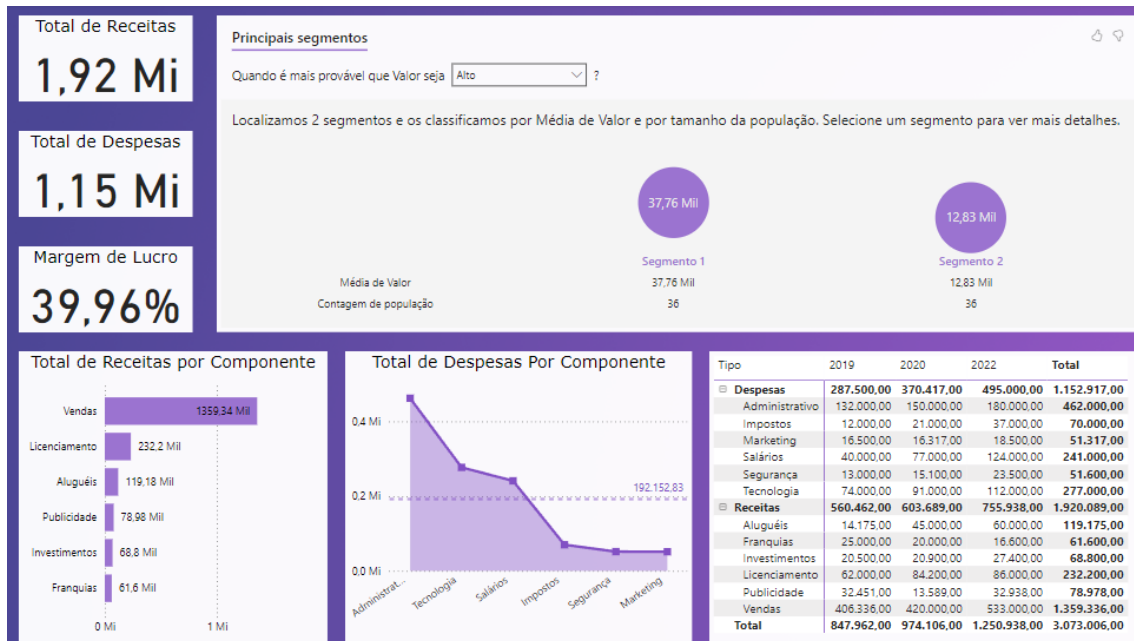 Total de Receitas
1,92 Mi
Total de Despesas
1,15 Mi
Margem de Lucro
39,96%
Principais segmentos
Quando é mais provável que Valor seja Alto ?
Localizamos 2 segmentos e os classificamos por Média de Valor e por tamanho da população. Selecione um segmento para ver mais detalhes.
37,76 Mil
12,83 Mil
Segmento 1 Segmento 2
Média de Valor 37,76 Mil 12,83 Mil
Contagem de população 36 36
Total de Receitas por Componente
Vendas 1359,34 Mil
Licenciamento 232,2 Mil
Aluguéis 119,18 Mil
Publicidade 78,98 Mil
Investimentos 68,8 Mil
Franquias 61,6 Mil
0 Mi 1 Mi
Total de Despesas Por Componente
0,4 Mi
192.152,83
0,2 Mi
0,0 Mi
Administrat... Tecnologia Salários Impostos Segurança Marketing
Tipo 2019 2020 2022 Total
Despesas 287.500,00 370.417,00 495.000,00 1.152.917,00
Administrativo 132.000,00 150.000,00 180.000,00 462.000,00
Impostos 12.000,00 21.000,00 37.000,00 70.000,00
Marketing 16.500,00 16.317,00 18.500,00 51.317,00
Salários 40.000,00 77.000,00 124.000,00 241.000,00
Segurança 13.000,00 15.100,00 23.500,00 51.600,00
Tecnologia 74.000,00 91.000,00 112.000,00 277.000,00
Receitas 560.462,00 603.689,00 755.938,00 1.920.089,00
Aluguéis 14.175,00 45.000,00 60.000,00 119.175,00
Franquias 25.000,00 20.000,00 16.600,00 61.600,00
Investimentos 20.500,00 20.900,00 27.400,00 68.800,00
Licenciamento 62.000,00 84.200,00 86.000,00 232.200,00
Publicidade 32.451,00 13.589,00 32.938,00 78.978,00
Vendas 406.336,00 420.000,00 533.000,00 1.359.336,00
Total 847.962,00 974.106,00 1.250.938,00 3.073.006,00